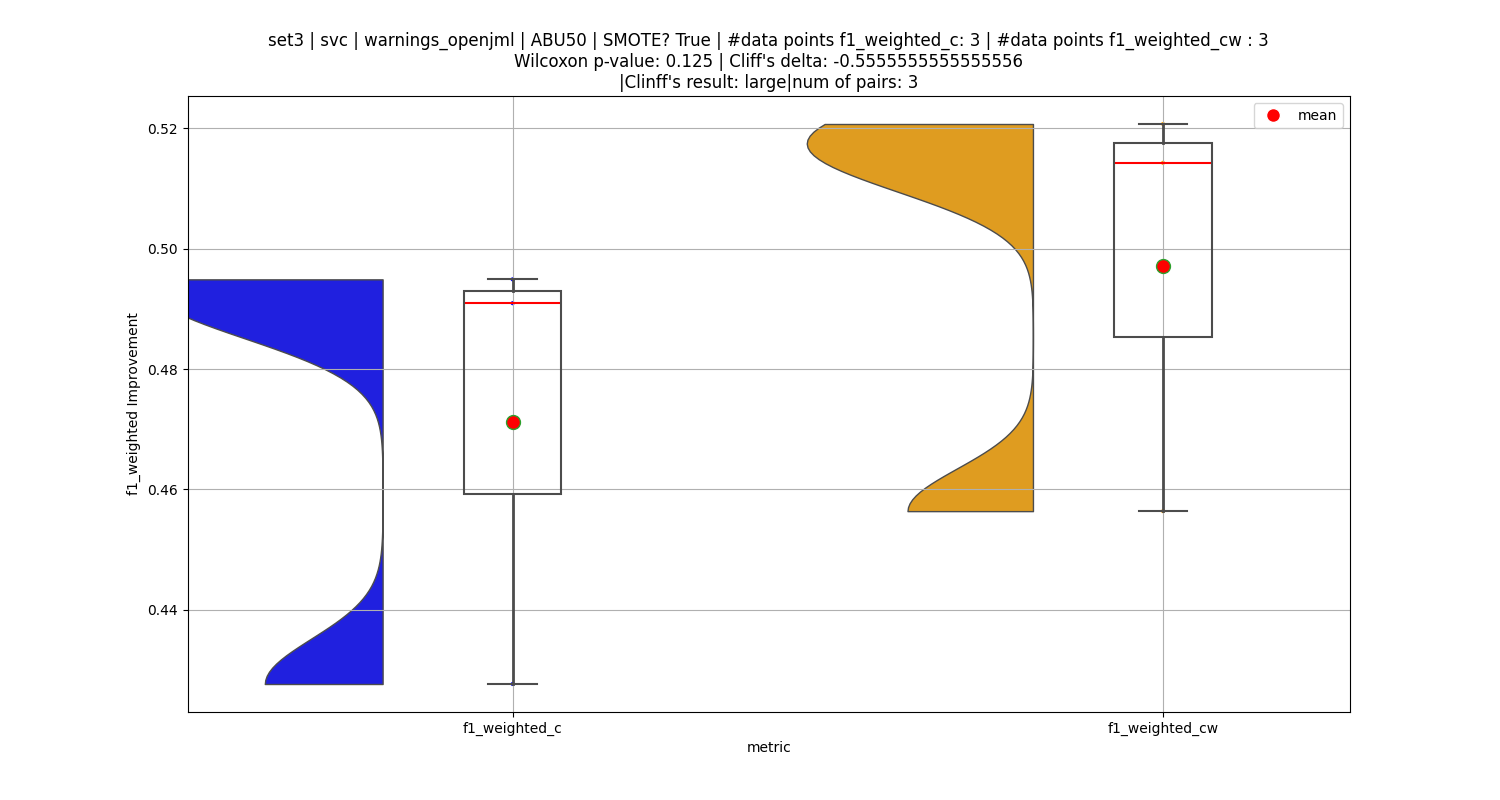 set3 | svc | warnings_openjml | ABU50 | SMOTE? True | #data points f1_weighted_c: 3 | #data points f1_weighted_cw : 3
Wilcoxon p-value: 0.125 | Cliff's delta: -0.5555555555555556
|Clinff's result: large|num of pairs: 3
mean
0.52
0.50
0.48
0.46
0.44
f1_weighted Improvement
f1_weighted_c
f1_weighted_cw
metric